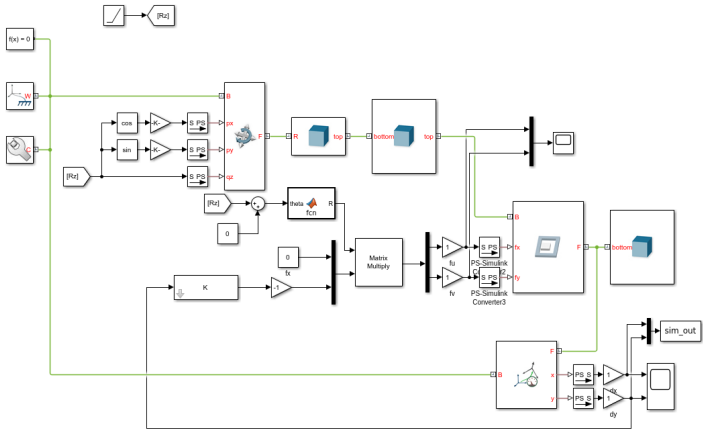 [Rz]
f(x) = 0
W
C
B
px
py
qz
F
cos
-K-
S PS
sin
-K-
S PS
[Rz]
S PS
R
top
bottom
top
[Rz]
+
+
0
theta
R
fcn
0
fx
Matrix
Multiply
K
-1
1
fu
1
fv
S PS
PS-Simulink
S PS
PS-Simulink
Converter3
B
fx
fy
F
bottom
B
F
x
y
PS S
1
dx
PS S
1
dy
sim_out